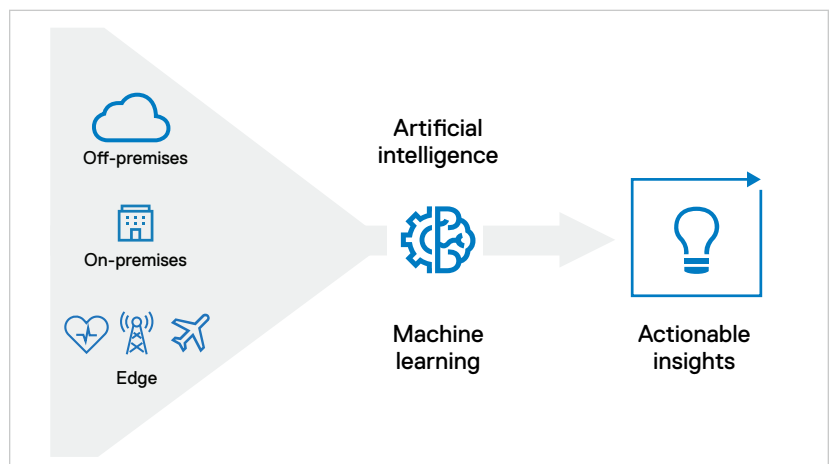 Off-premises
On-premises
Edge
Artificial
intelligence
Machine
learning
Actionable
insights